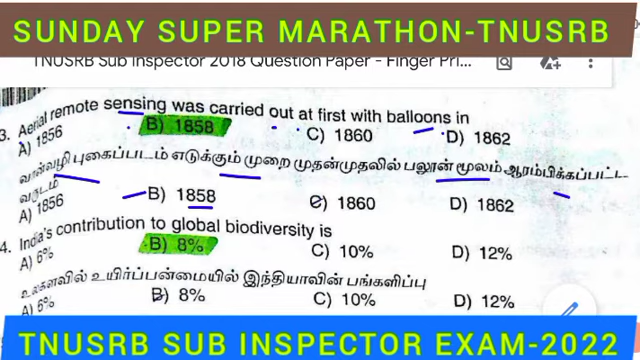 SUNDAY SUPER MARATHON-TNUSRB
TNUSRB Sub Inspector 2018 Question Paper - Finger Pri...
3. Aerial remote sensing was carried out at first with balloons in
A) 1856 B) 1858 C) 1860 D) 1862
வான்வழி புகைப்படம் எடுக்கும் முறை முதன்முதலில் பலூன் மூலம் ஆரம்பிக்கப்பட்ட
வருடம்
A) 1856 B) 1858 C) 1860 D) 1862
4. India's contribution to global biodiversity is
A) 6% B) 8% C) 10% D) 12%
உலகளவில் உயிர்ப்பன்மையில் இந்தியாவின் பங்களிப்பு
A) 6% B) 8% C) 10% D) 12%
TNUSRB SUB INSPECTOR EXAM-2022